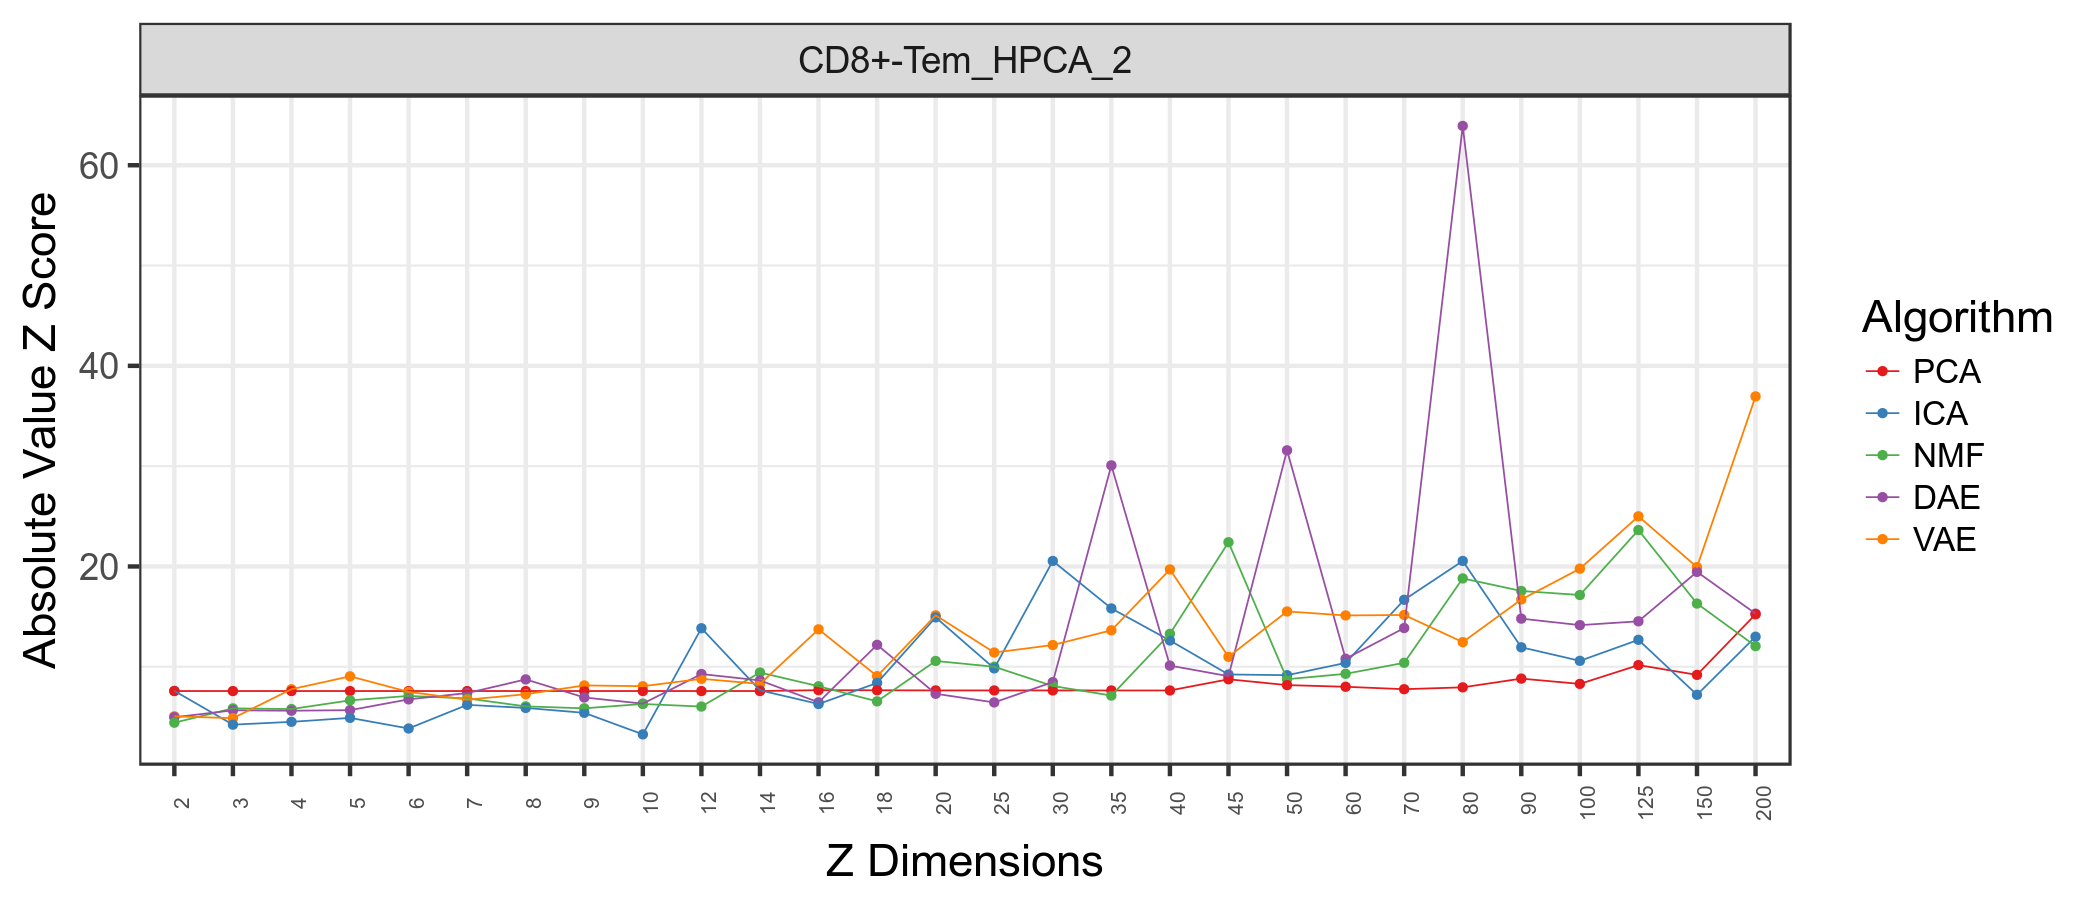 CD8+-Tem_HPCA_2
60
40
20
Absolute Value Z Score
2 3 4 5 6 7 8 9 10 12 14 16 18 20 25 30 35 40 45 50 60 70 80 90 100 125 150 200
Z Dimensions
Algorithm
PCA
ICA
NMF
DAE
VAE